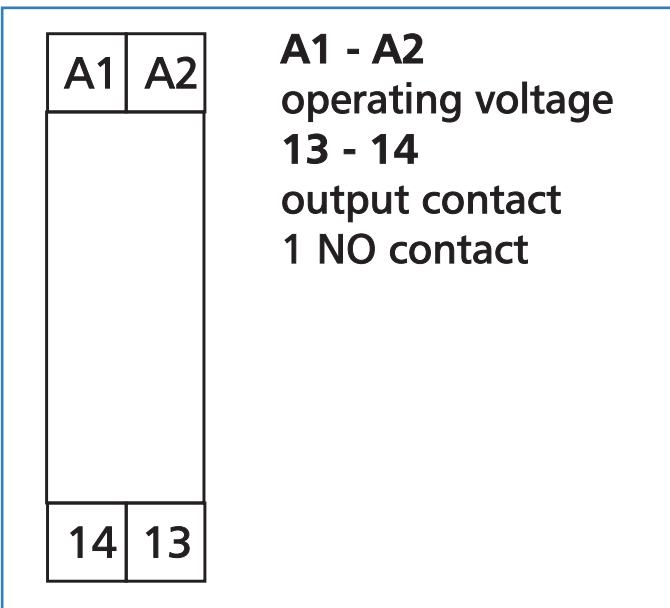 A1 A2
A1 - A2
operating voltage
13 - 14
output contact
1 NO contact
14 13